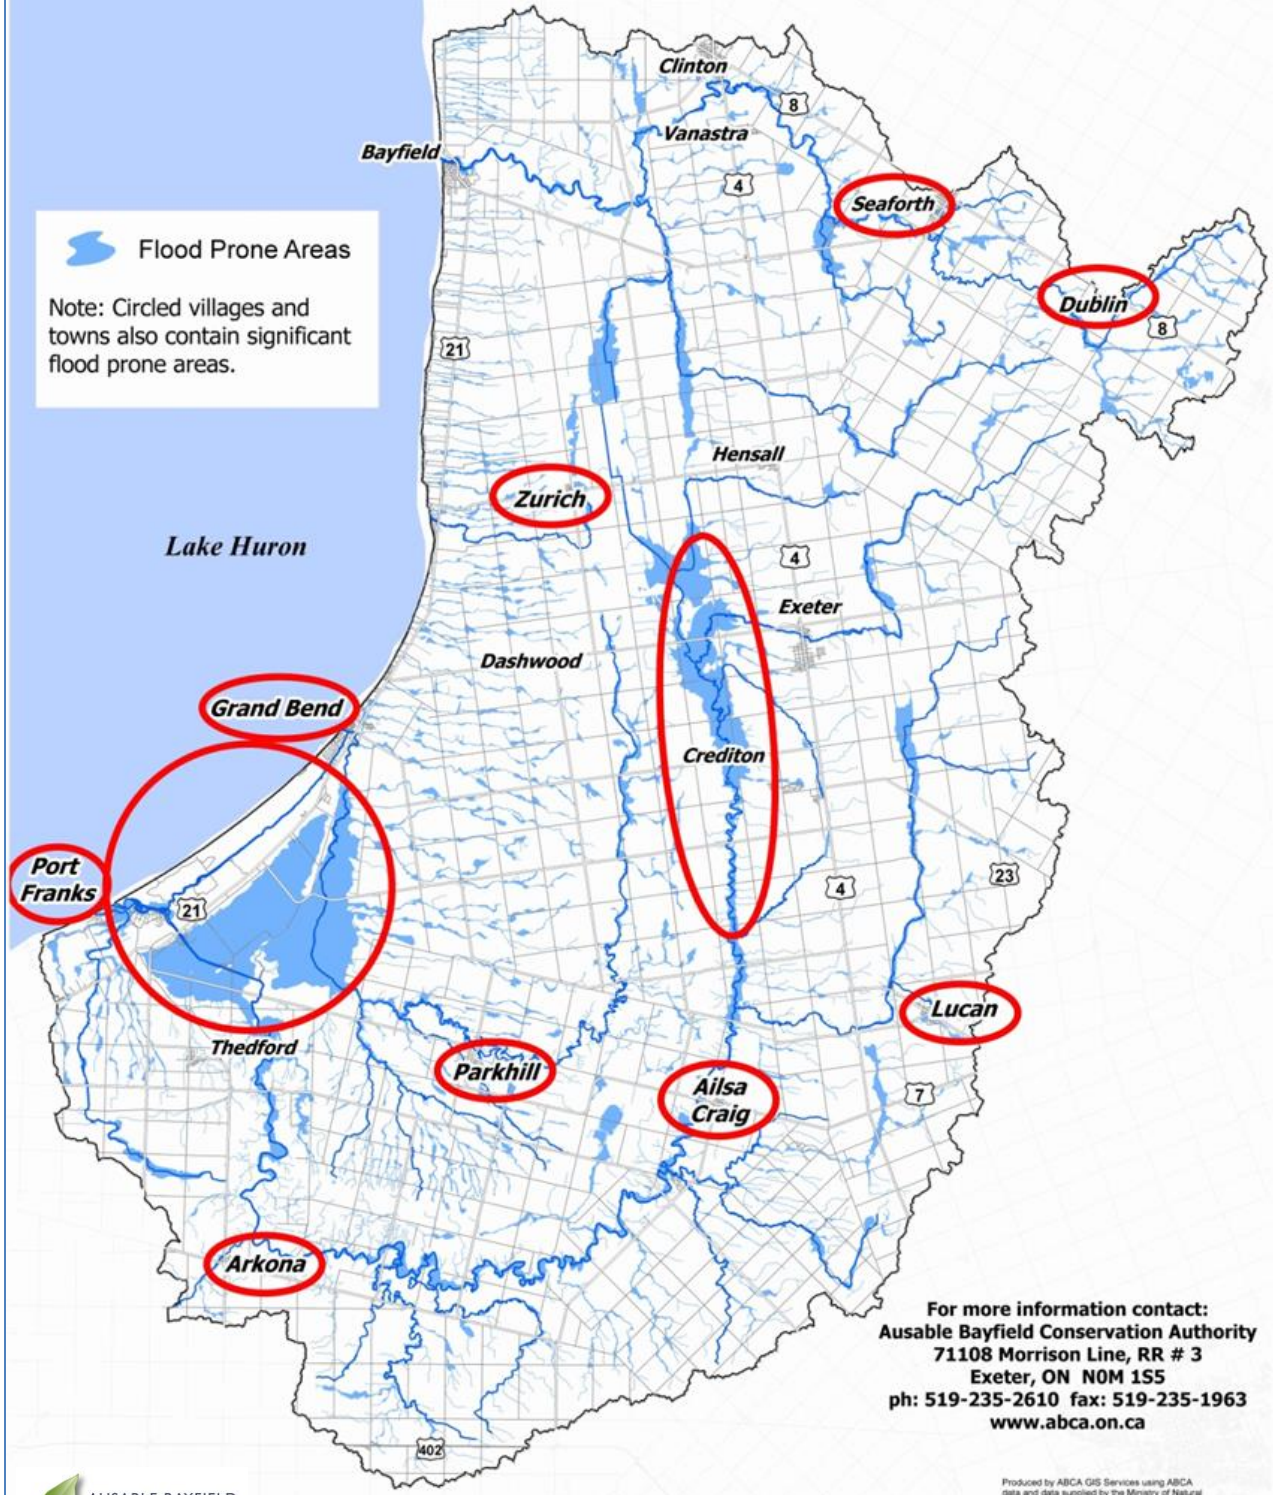 Clinton
8
Vanastra
Bayfield
4
Seaforth
Flood Prone Areas
Note: Circled villages and
towns also contain significant
flood prone areas.
Dublin
8
21
Hensall
Zurich
Lake Huron
4
Exeter
Dashwood
Grand Bend
Crediton
Port
Franks
21
4
23
Lucan
Thedford
Parkhill
Ailsa
Craig
7
Arkona
For more information contact:
Ausable Bayfield Conservation Authority
71108 Morrison Line, RR # 3
Exeter, ON N0M 1S5
ph: 519-235-2610 fax: 519-235-1963
www.abca.on.ca
402
Produced by ABCA GIS Services using ABCA
data and data supplied by the Ministry of Natural
AUSABLE BAYFIELD